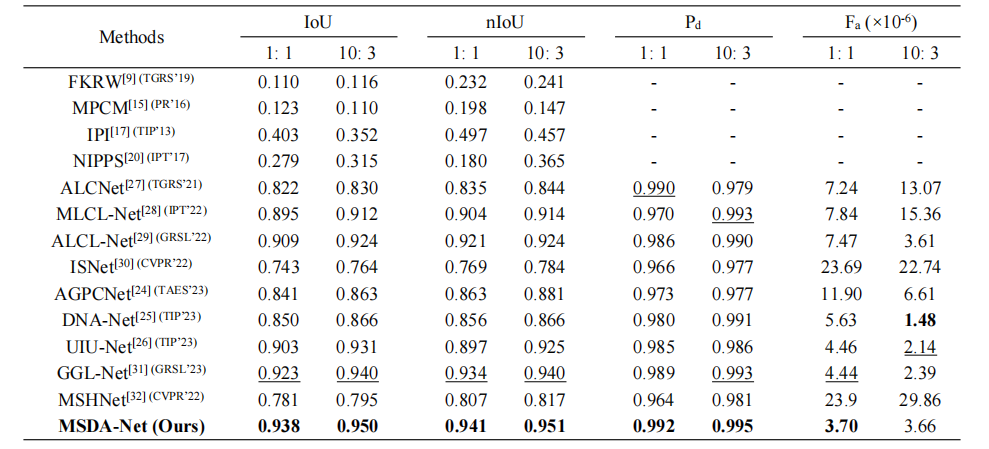 Methods IoU nIoU Pd Fa (×10-6)
1: 1 10: 3 1: 1 10: 3 1: 1 10: 3 1: 1 10: 3
FKRW[9] (TGRS'19) 0.110 0.116 0.232 0.241 - - - -
MPCM[15] (PR'16) 0.123 0.110 0.198 0.147 - - - -
IPI[17] (TIP'13) 0.403 0.352 0.497 0.457 - - - -
NIPPS[20] (IPT'17) 0.279 0.315 0.180 0.365 - - - -
ALCNet[27] (TGRS'21) 0.822 0.830 0.835 0.844 0.990 0.979 7.24 13.07
MLCL-Net[28] (IPT'22) 0.895 0.912 0.904 0.914 0.970 0.993 7.84 15.36
ALCL-Net[29] (GRSL'22) 0.909 0.924 0.921 0.924 0.986 0.990 7.47 3.61
ISNet[30] (CVPR'22) 0.743 0.764 0.769 0.784 0.966 0.977 23.69 22.74
AGPCNet[24] (TAES'23) 0.841 0.863 0.863 0.881 0.973 0.977 11.90 6.61
DNA-Net[25] (TIP'23) 0.850 0.866 0.856 0.866 0.980 0.991 5.63 1.48
UIU-Net[26] (TIP'23) 0.903 0.931 0.897 0.925 0.985 0.986 4.46 2.14
GGL-Net[31] (GRSL'23) 0.923 0.940 0.934 0.940 0.989 0.993 4.44 2.39
MSHNet[32] (CVPR'22) 0.781 0.795 0.807 0.817 0.964 0.981 23.9 29.86
MSDA-Net (Ours) 0.938 0.950 0.941 0.951 0.992 0.995 3.70 3.66